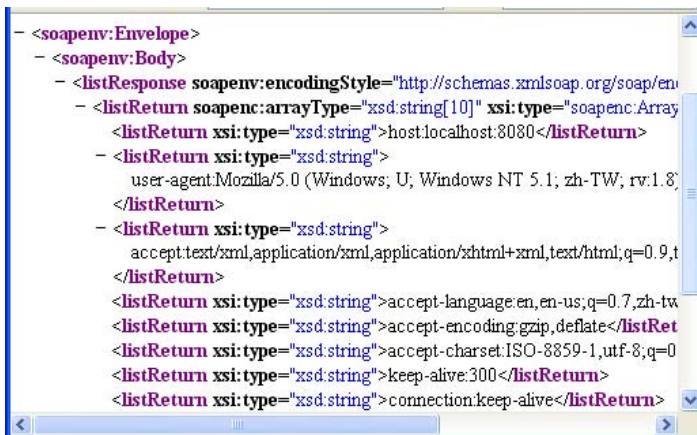 − <soapenv:Envelope>
− <soapenv:Body>
− <listResponse soapenv:encodingStyle="http://schemas.xmlsoap.org/soap/en
− <listReturn soapenc:arrayType="xsd:string[10]" xsi:type="soapenc:Array
<listReturn xsi:type="xsd:string">host:localhost:8080</listReturn>
− <listReturn xsi:type="xsd:string">
user-agent:Mozilla/5.0 (Windows; U; Windows NT 5.1; zh-TW; rv:1.8)
</listReturn>
− <listReturn xsi:type="xsd:string">
accept:text/xml,application/xml,application/xhtml+xml,text/html;q=0.9,t
</listReturn>
<listReturn xsi:type="xsd:string">accept-language:en,en-us;q=0.7,zh-tw
<listReturn xsi:type="xsd:string">accept-encoding:gzip,deflate</listRet
<listReturn xsi:type="xsd:string">accept-charset:ISO-8859-1,utf-8;q=0
<listReturn xsi:type="xsd:string">keep-alive:300</listReturn>
<listReturn xsi:type="xsd:string">connection:keep-alive</listReturn>